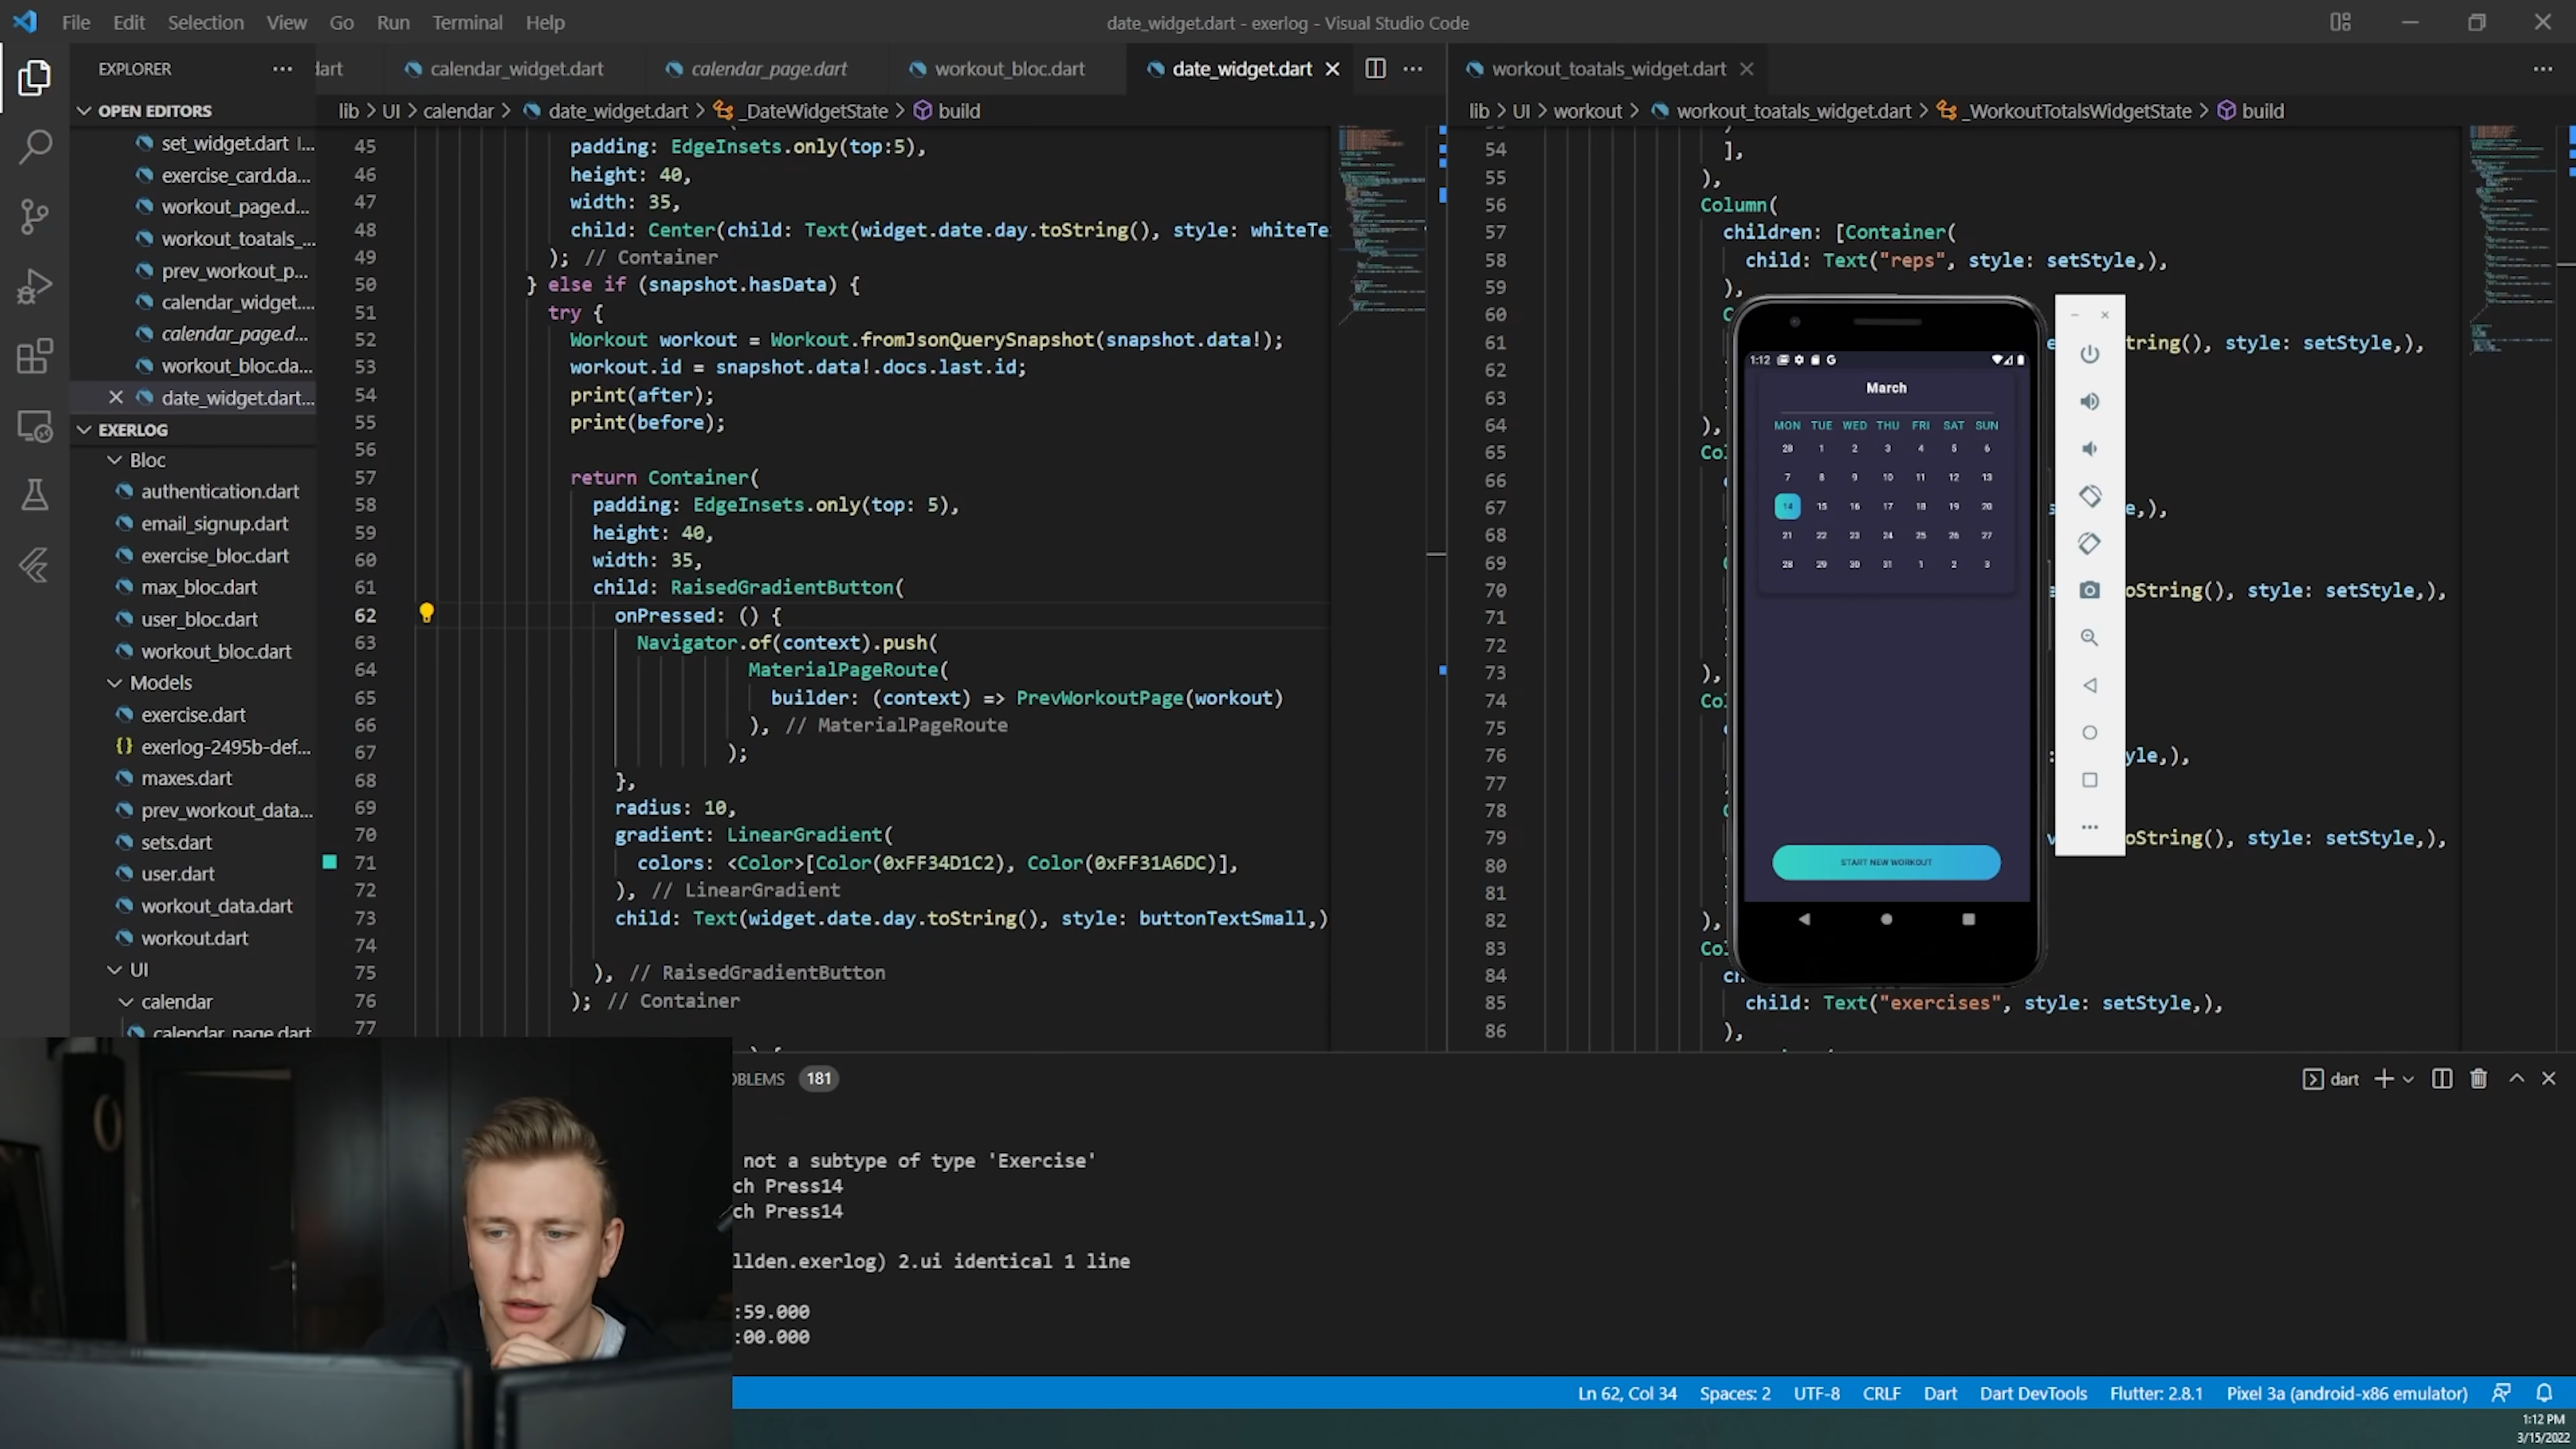 File Edit Selection View Go Run Terminal Help
date_widget.dart - exerlog - Visual Studio Code
EXPLORER
OPEN EDITORS
set_widget.dart l...
exercise_card.da...
workout_page.d...
workout_toatals_...
prev_workout_p...
calendar_widget....
calendar_page.d...
workout_bloc.da...
date_widget.dart...
EXERLOG
Bloc
authentication.dart
email_signup.dart
exercise_bloc.dart
max_bloc.dart
user_bloc.dart
workout_bloc.dart
Models
exercise.dart
{} exerlog-2495b-def...
maxes.dart
prev_workout_data...
sets.dart
user.dart
workout_data.dart
workout.dart
UI
calendar
calendar_page.dart
calendar_widget.dart calendar_page.dart workout_bloc.dart date_widget.dart
lib > UI > calendar > date_widget.dart > _DateWidgetState > build
45 padding: EdgeInsets.only(top:5),
46 height: 40,
47 width: 35,
48 child: Center(child: Text(widget.date.day.toString(), style: whiteTe
49 ); // Container
50 } else if (snapshot.hasData) {
51 try {
52 Workout workout = Workout.fromJsonQuerySnapshot(snapshot.data!);
53 workout.id = snapshot.data!.docs.last.id;
54 print(after);
55 print(before);
56
57 return Container(
58 padding: EdgeInsets.only(top: 5),
59 height: 40,
60 width: 35,
61 child: RaisedGradientButton(
62 onPressed: () {
63 Navigator.of(context).push(
64 MaterialPageRoute(
65 builder: (context) => PrevWorkoutPage(workout)
66 ), // MaterialPageRoute
67 );
68 },
69 radius: 10,
70 gradient: LinearGradient(
71 colors: <Color>[Color(0xFF34D1C2), Color(0xFF31A6DC)],
72 ), // LinearGradient
73 child: Text(widget.date.day.toString(), style: buttonTextSmall,)
74
75 ), // RaisedGradientButton
76 ); // Container
77
workout_toatals_widget.dart
lib > UI > workout > workout_toatals_widget.dart > _WorkoutTotalsWidgetState > build
54 ],
55 ),
56 Column(
57 children: [Container(
58 child: Text("reps", style: setStyle,),
59 ),
60
61 tring(), style: setStyle,),
62
63
64 ),
65 Co
66
67 e,),
68
69
70 oString(), style: setStyle,),
71
72
73 ),
74 Co
75
76 yle,),
77
78
79 oString(), style: setStyle,),
80
81
82 ),
83 Co
84
85 child: Text("exercises", style: setStyle,),
86 ),
1:12
March
MON TUE WED THU FRI SAT SUN
28 1 2 3 4 5 6
7 8 9 10 11 12 13
14 15 16 17 18 19 20
21 22 23 24 25 26 27
28 29 30 31 1 2 3
START NEW WORKOUT
OBLEMS 181
dart
not a subtype of type 'Exercise'
ch Press14
ch Press14
llden.exerlog) 2.ui identical 1 line
:59.000
:00.000
Ln 62, Col 34 Spaces: 2 UTF-8 CRLF Dart Dart DevTools Flutter: 2.8.1 Pixel 3a (android-x86 emulator)
1:12 PM
3/15/2022